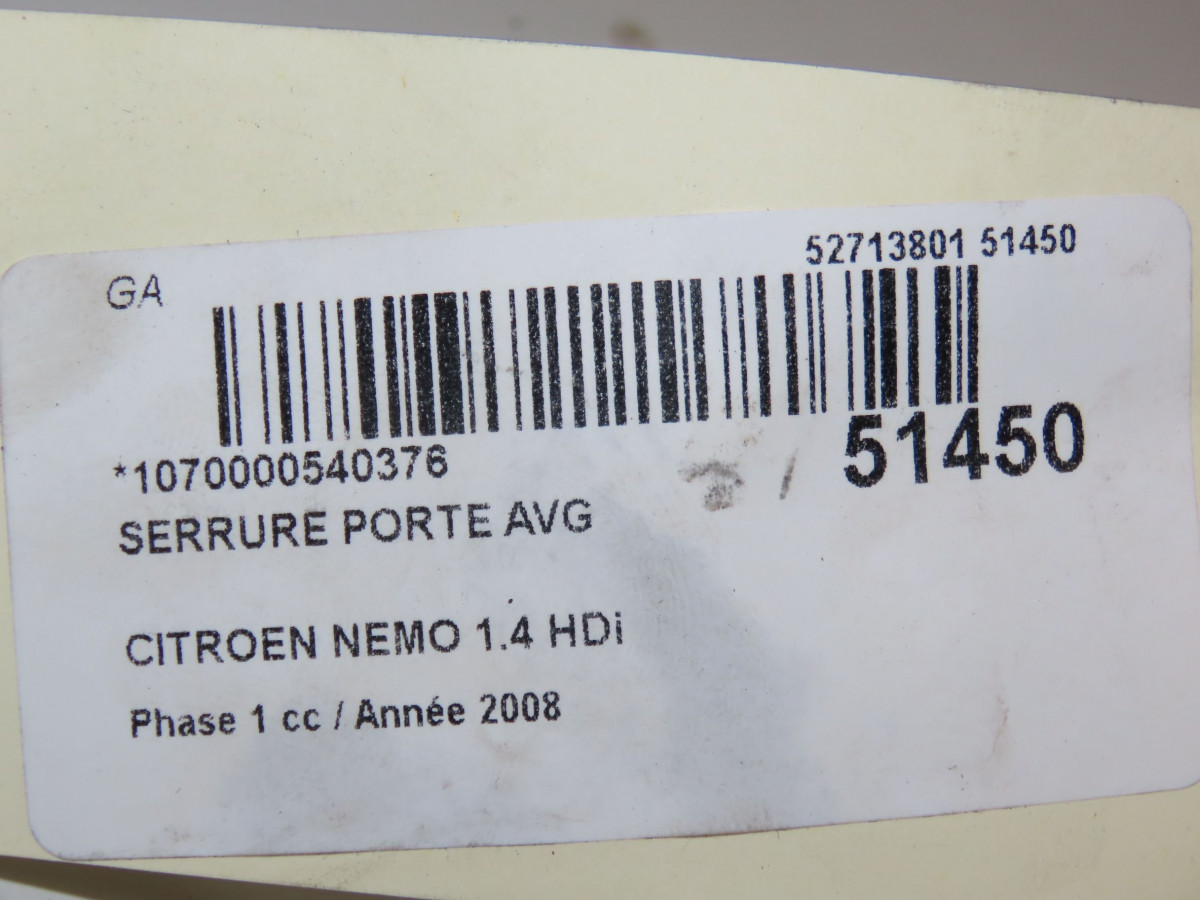 52713801 51450
GA
51450
*1070000540376
SERRURE PORTE AVG
CITROEN NEMO 1.4 HDi
Phase 1 cc / Année 2008